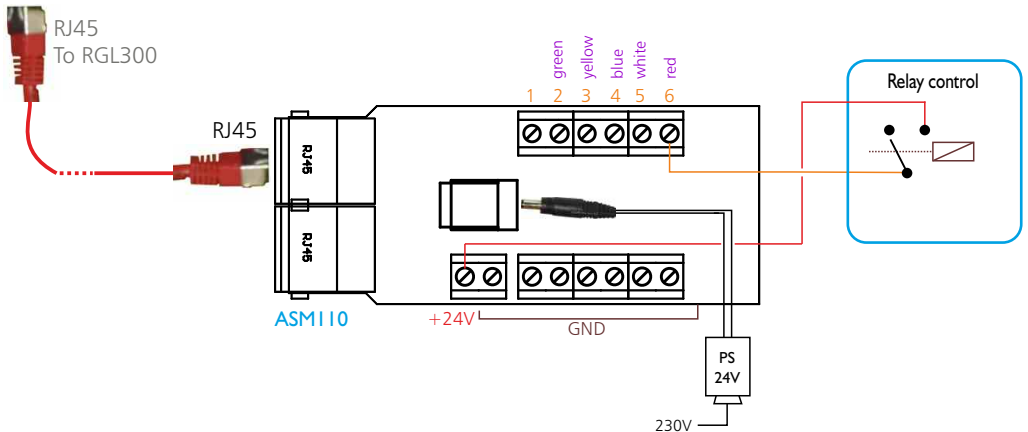 RJ45
To RGL300
RJ45
green
yellow
blue
white
red
1 2 3 4 5 6
Relay control
RJ45
RJ45
ASM110
+24V
GND
PS
24V
230V